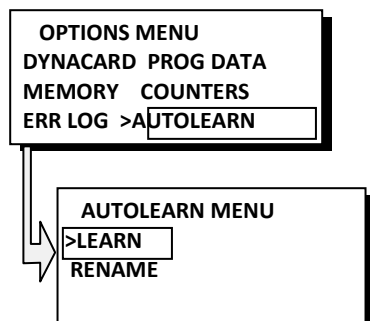 OPTIONS MENU
DYNACARD PROG DATA
MEMORY COUNTERS
ERR LOG >AUTOLEARN
AUTOLEARN MENU
>LEARN
RENAME